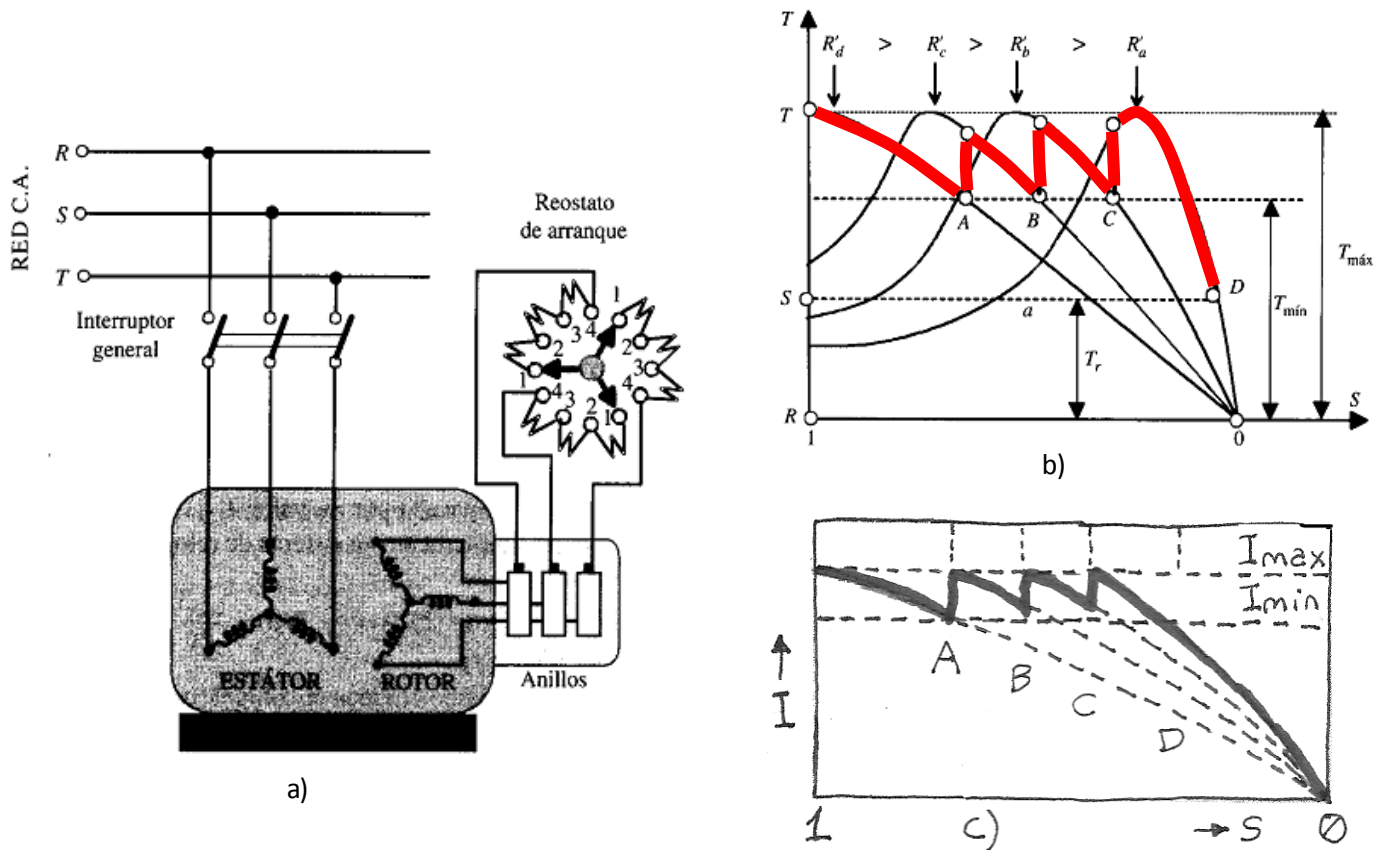 RED C.A.
R
S
T
Interruptor
general
Reostato
de arranque
1
2
3
4
1
2
3
4
1
2
3
4
ESTÁTOR
ROTOR
Anillos
a)
T
R'd > R'c > R'b > R'a
T
A
B
C
D
S
a
Tr
Tmín
Tmáx
R
1
0
S
b)
Imax
Imin
I
A
B
C
D
1
c)
S
0